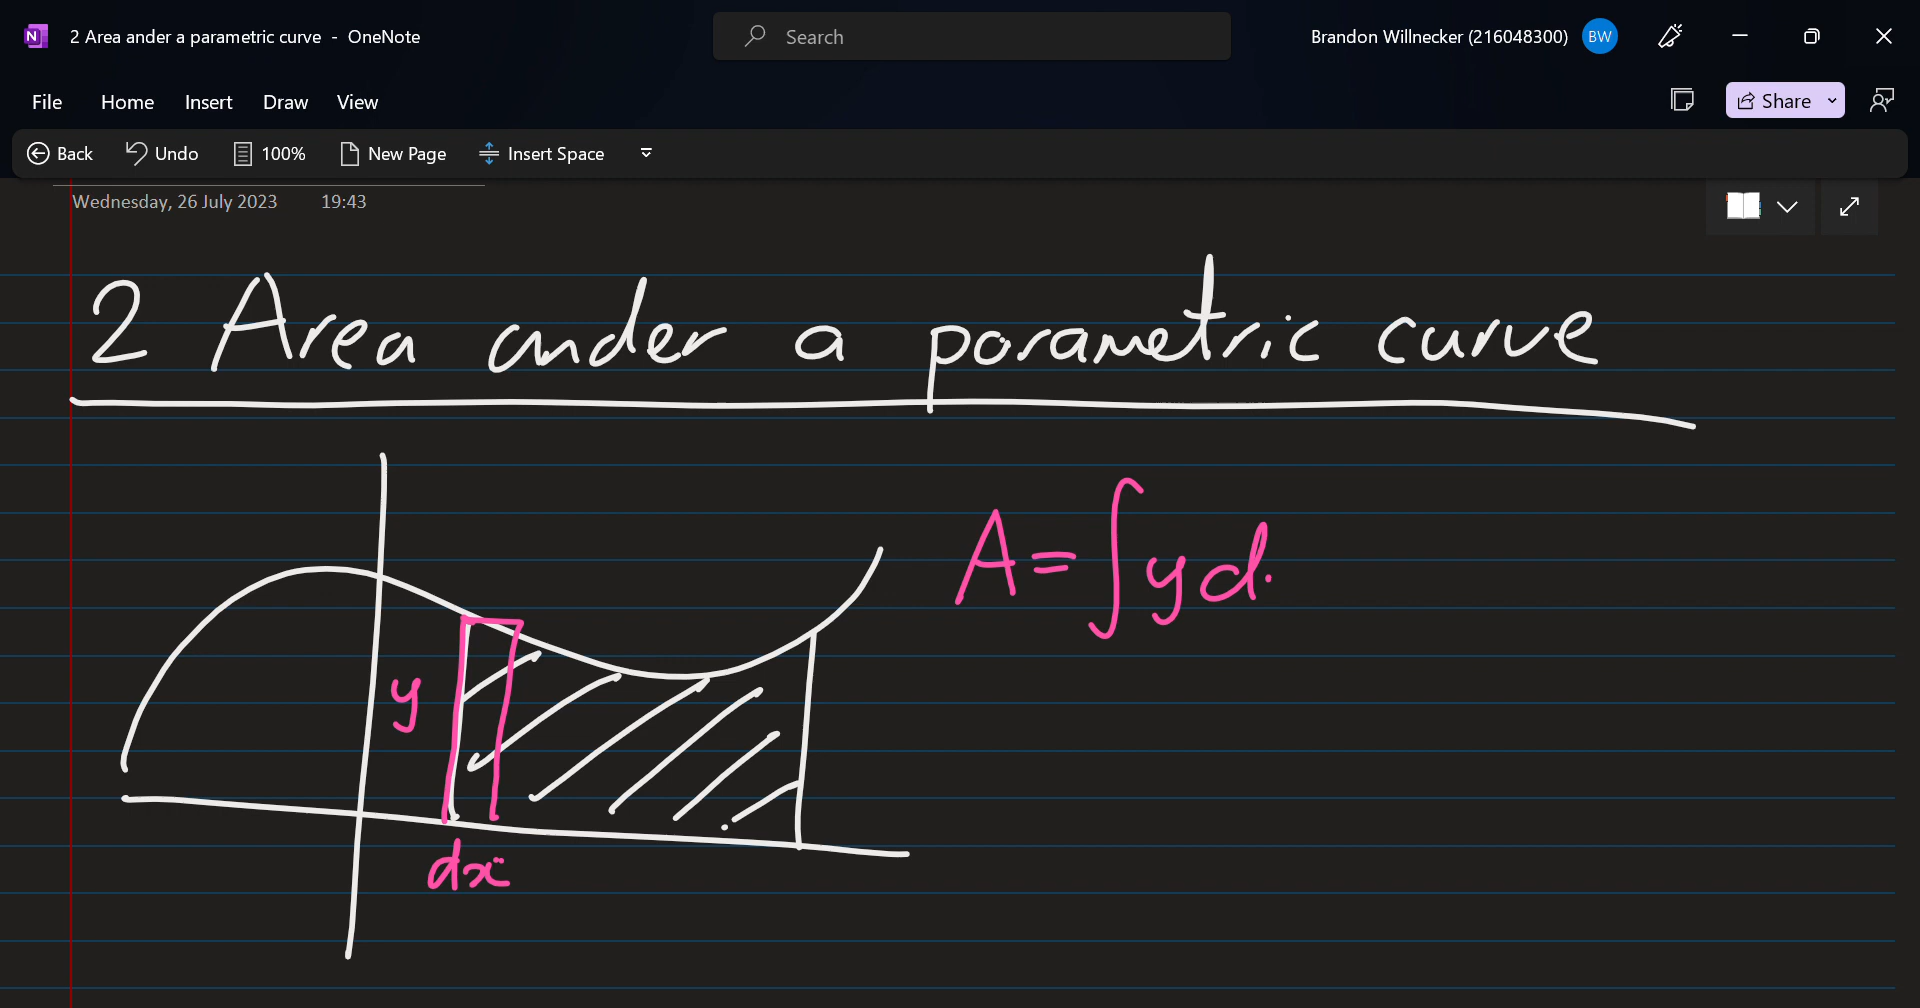 2 Area ander a parametric curve - OneNote
Search
Brandon Willnecker (216048300)
BW
File Home Insert Draw View
Share
Back Undo 100% New Page Insert Space
Wednesday, 26 July 2023 19:43
2 Area under a parametric curve
A = ∫ y d
y
dx